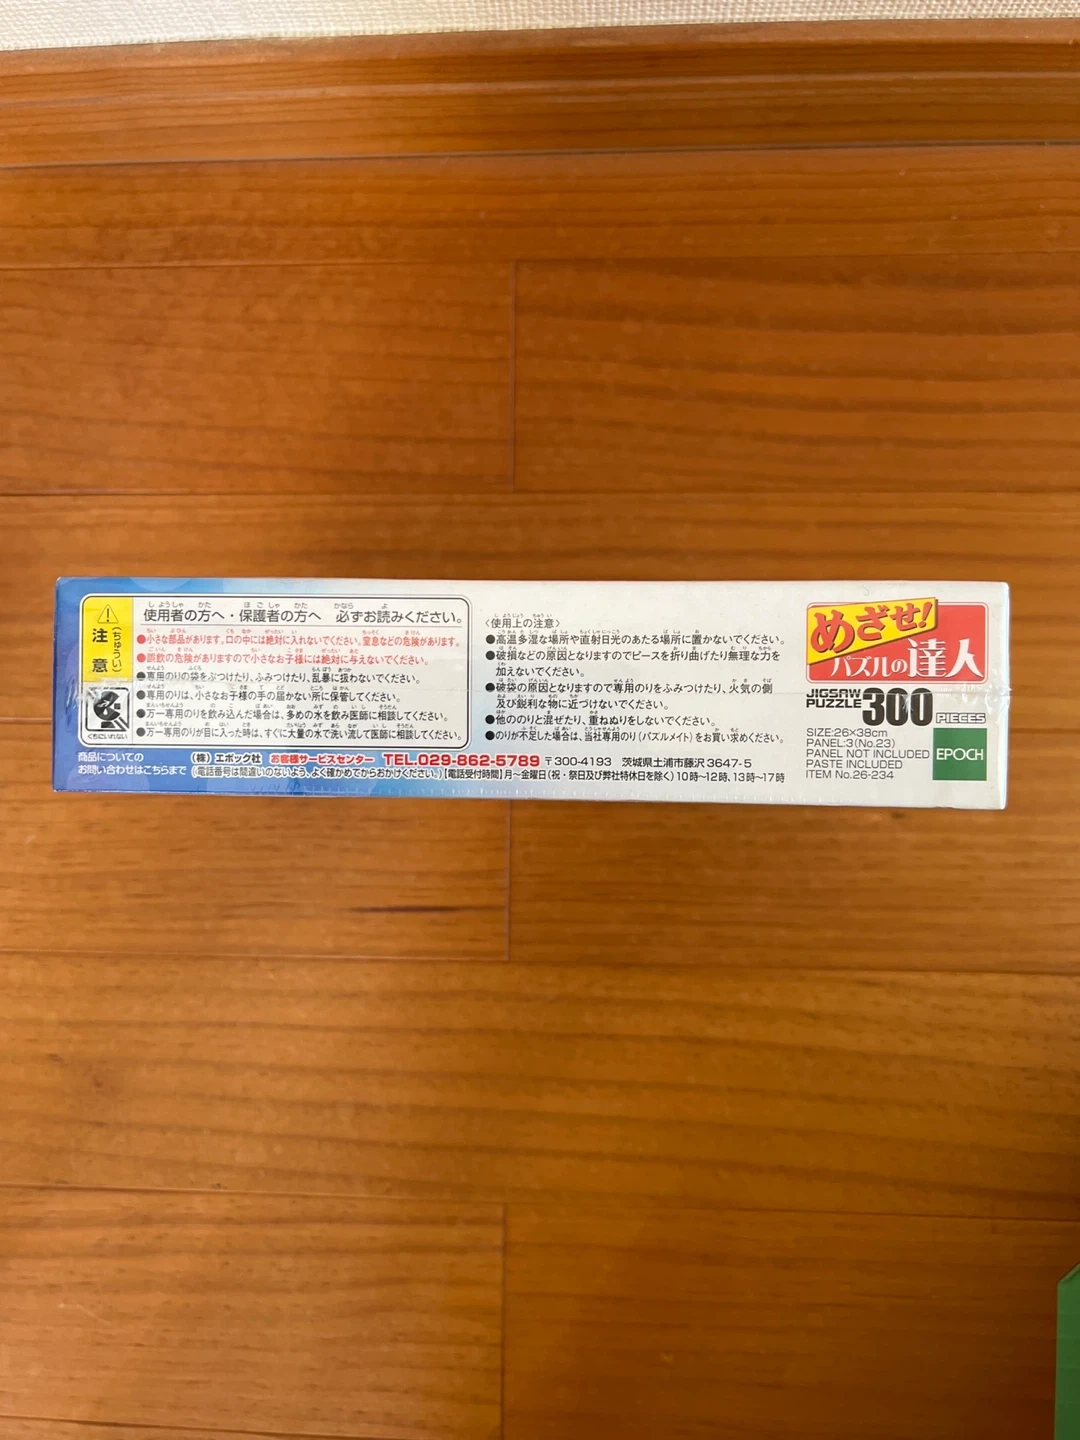 注意
(ちゅうい)
くちにいれない
使用者の方へ・保護者の方へ 必ずお読みください。
●小さな部品があります。口の中には絶対に入れないでください。窒息などの危険があります。
●誤飲の危険がありますので小さなお子様には絶対に与えないでください。
●専用のりの袋をぶつけたり、ふみつけたり、乱暴に扱わないでください。
●専用のりは、小さなお子様の手の届かない所に保管してください。
●万一専用のりを飲み込んだ場合は、多めの水を飲み医師に相談してください。
●万一専用のりが目に入った時は、すぐに大量の水で洗い流して医師に相談してください。
〈使用上の注意〉
●高温多湿な場所や直射日光のあたる場所に置かないでください。
●破損などの原因となりますのでピースを折り曲げたり無理な力を
加えないでください。
●破袋の原因となりますので専用のりをふみつけたり、火気の側
及び鋭利な物に近づけないでください。
●他ののりと混ぜたり、重ねぬりをしないでください。
●のりが不足した場合は、当社専用のり(パズルメイト)をお買い求めください。
商品についての
お問い合わせはこちらまで
(株)エポック社 お客様サービスセンター TEL.029-862-5789 〒300-4193 茨城県土浦市藤沢3647-5
(電話番号は間違いのないよう、よく確かめてからおかけください。)【電話受付時間】月~金曜日(祝・祭日及び弊社特休日を除く)10時~12時、13時~17時
めざせ!
パズルの達人
JIGSAW
PUZZLE 300 PIECES
SIZE:26×38cm
PANEL:3(No.23)
PANEL NOT INCLUDED
PASTE INCLUDED
ITEM No.26-234
EPOCH